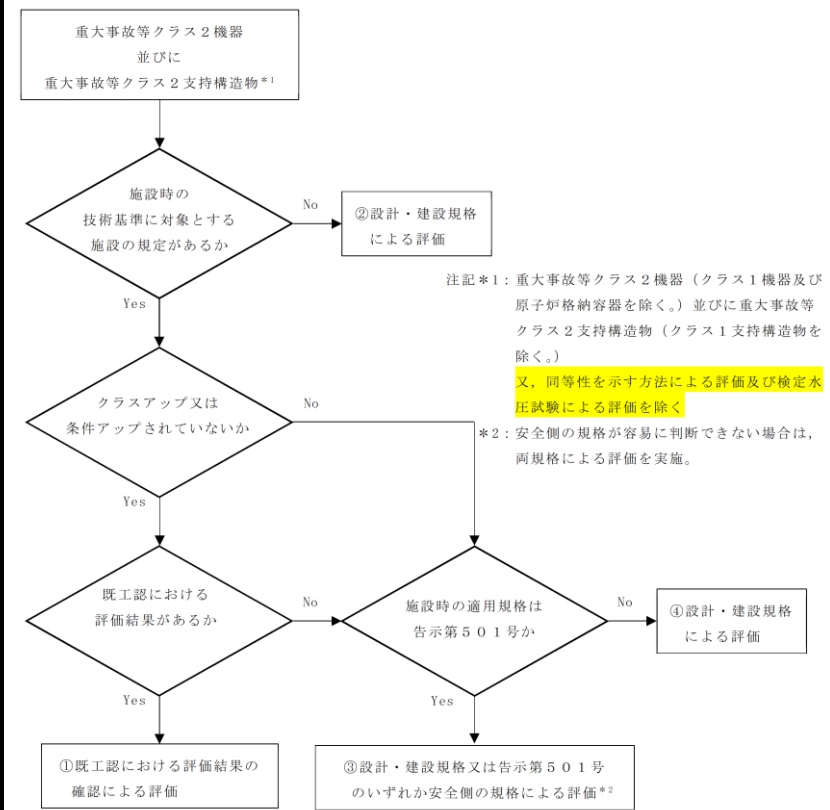 重大事故等クラス２機器
並びに
重大事故等クラス２支持構造物*¹
施設時の
技術基準に対象とする
施設の規定があるか
No
②設計・建設規格
による評価
Yes
注記＊1：重大事故等クラス２機器（クラス１機器及び
原子炉格納容器を除く。）並びに重大事故等
クラス２支持構造物（クラス１支持構造物を
除く。）
又，同等性を示す方法による評価及び検定水
圧試験による評価を除く
＊2：安全側の規格が容易に判断できない場合は，
両規格による評価を実施。
クラスアップ又は
条件アップされていないか
No
Yes
既工認における
評価結果があるか
No
施設時の適用規格は
告示第５０１号か
No
④設計・建設規格
による評価
Yes
Yes
①既工認における評価結果の
確認による評価
③設計・建設規格又は告示第５０１号
のいずれか安全側の規格による評価*²